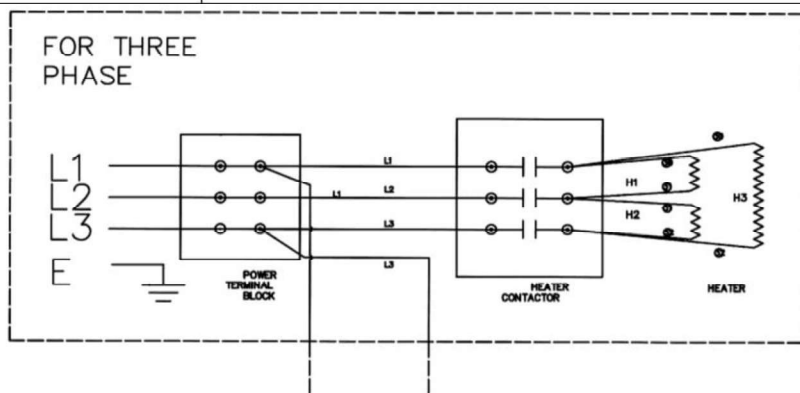 FOR THREE
PHASE
L1
L2
L3
E
L1
L1
L2
L3
L3
H1
H2
H3
POWER
TERMINAL
BLOCK
HEATER
CONTACTOR
HEATER